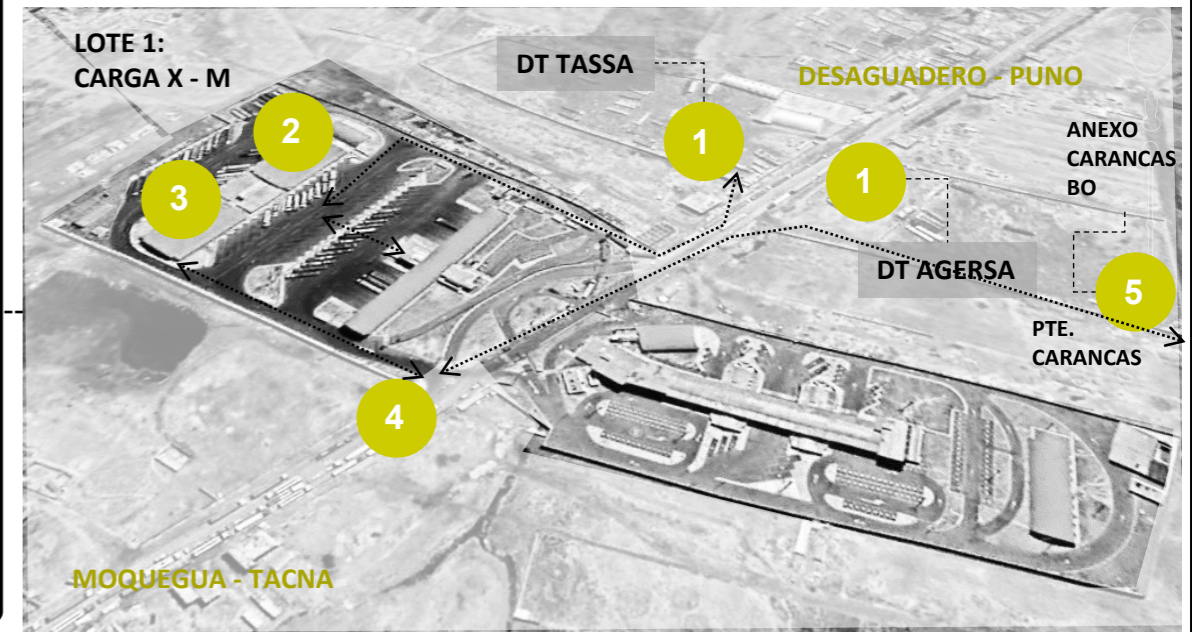 LOTE 1:
CARGA X - M
DT TASSA
DESAGUADERO - PUNO
1
2
3
1
ANEXO
CARANCAS
BO
DT AGERSA
5
PTE.
CARANCAS
4
MOQUEGUA - TACNA